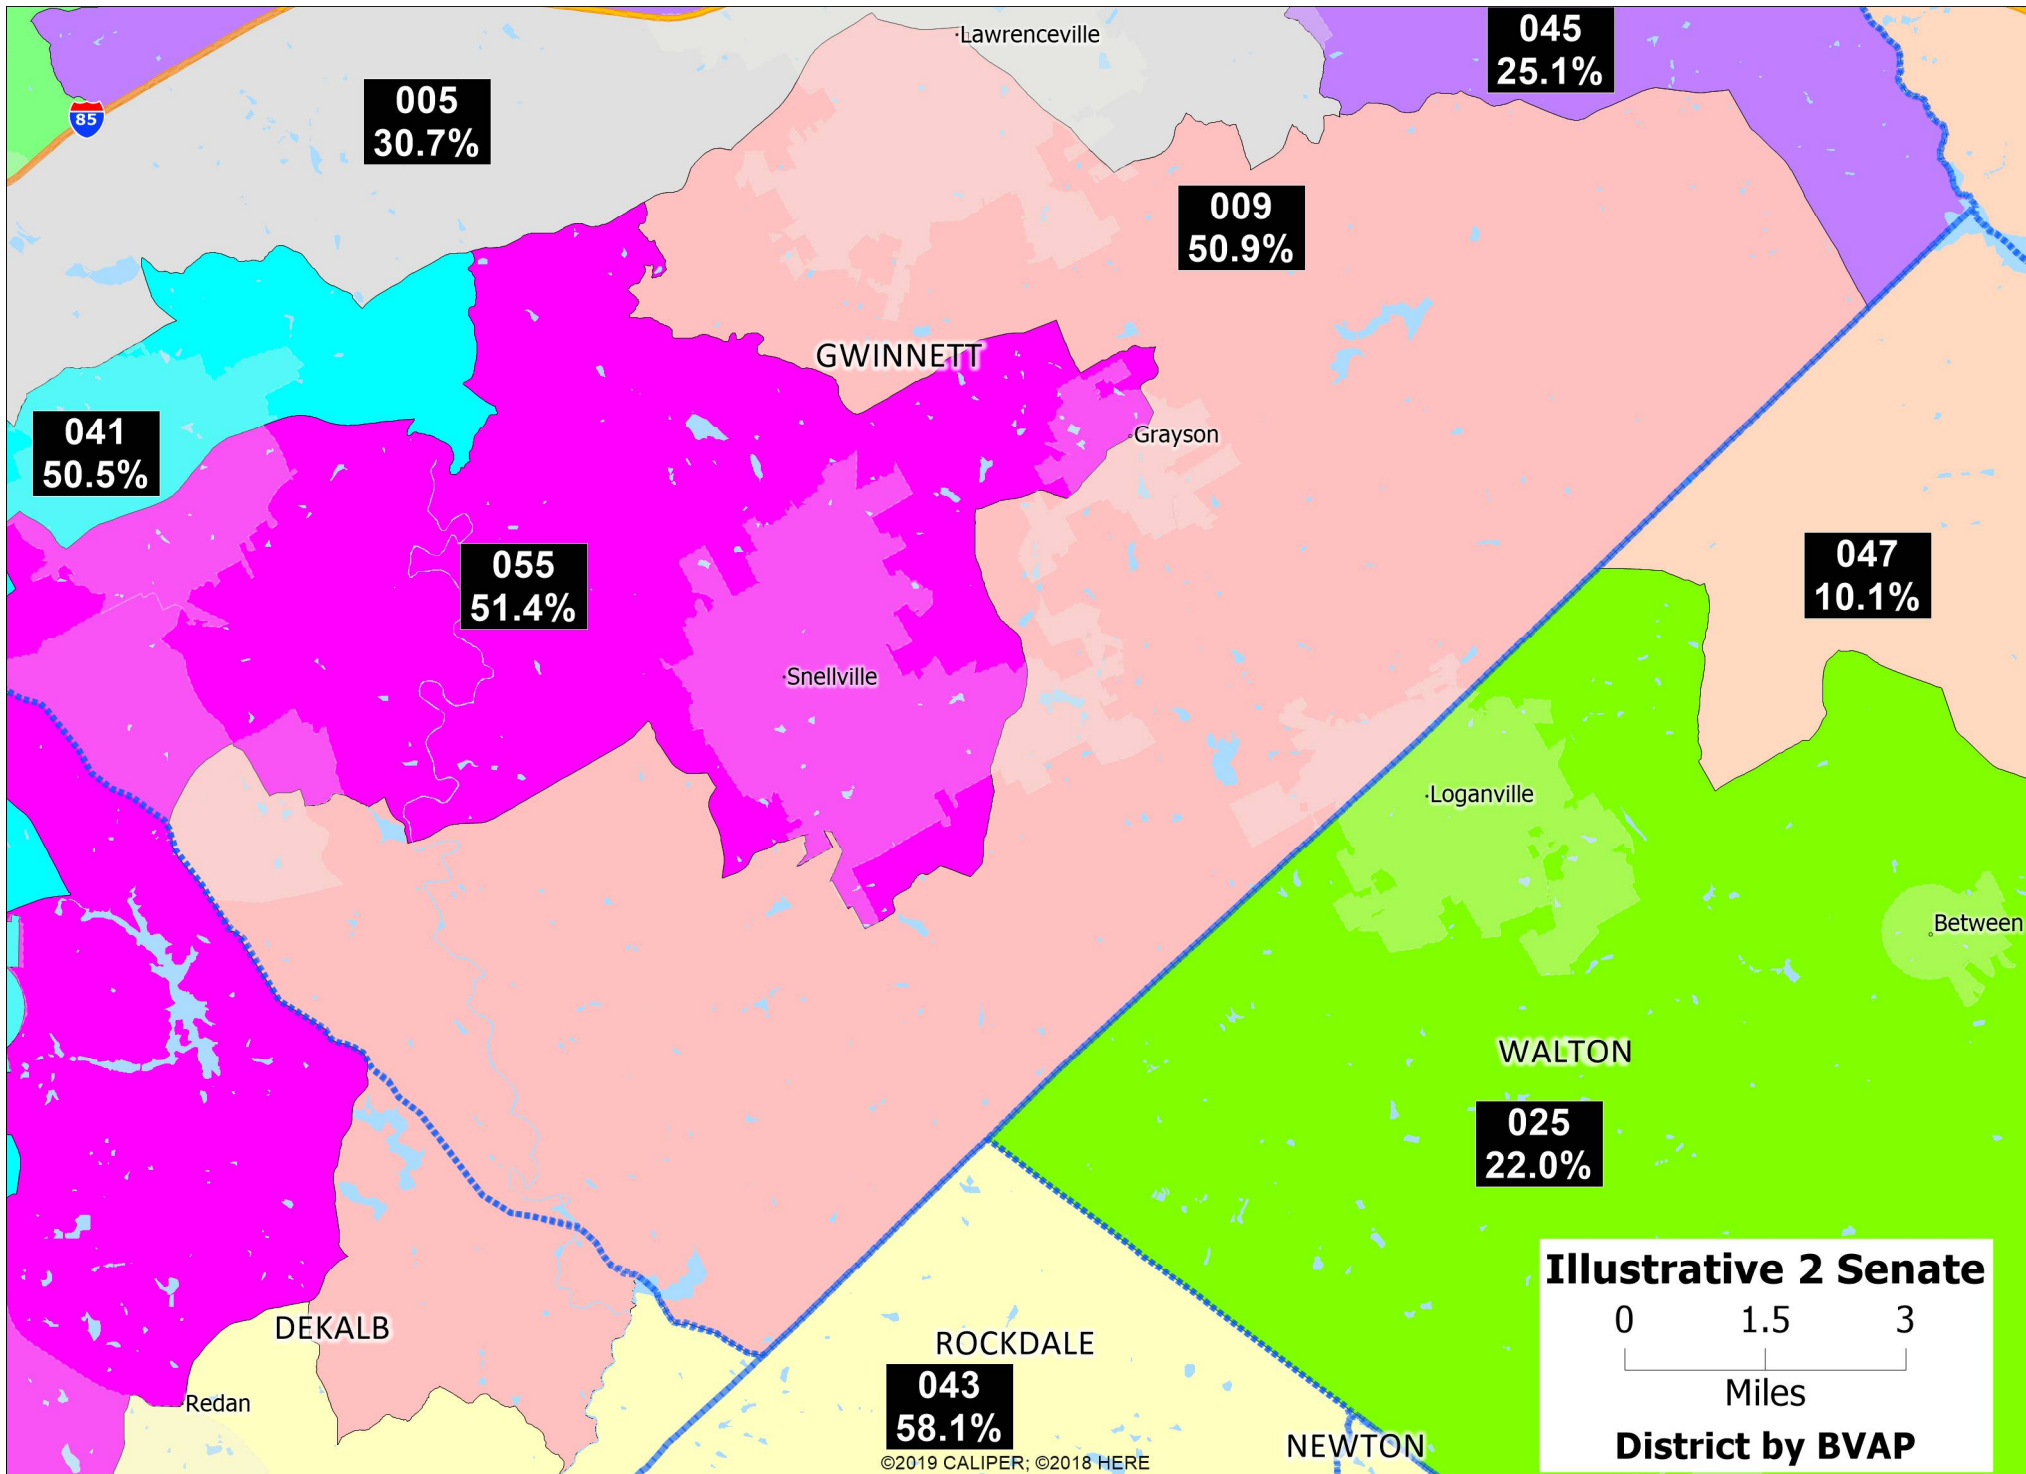 Lawrenceville
045
25.1%
005
30.7%
85
009
50.9%
GWINNETT
041
50.5%
Grayson
055
51.4%
047
10.1%
Snellville
Loganville
Between
WALTON
025
22.0%
DEKALB
ROCKDALE
043
58.1%
Redan
NEWTON
©2019 CALIPER; ©2018 HERE
Illustrative 2 Senate
0 1.5 3
Miles
District by BVAP